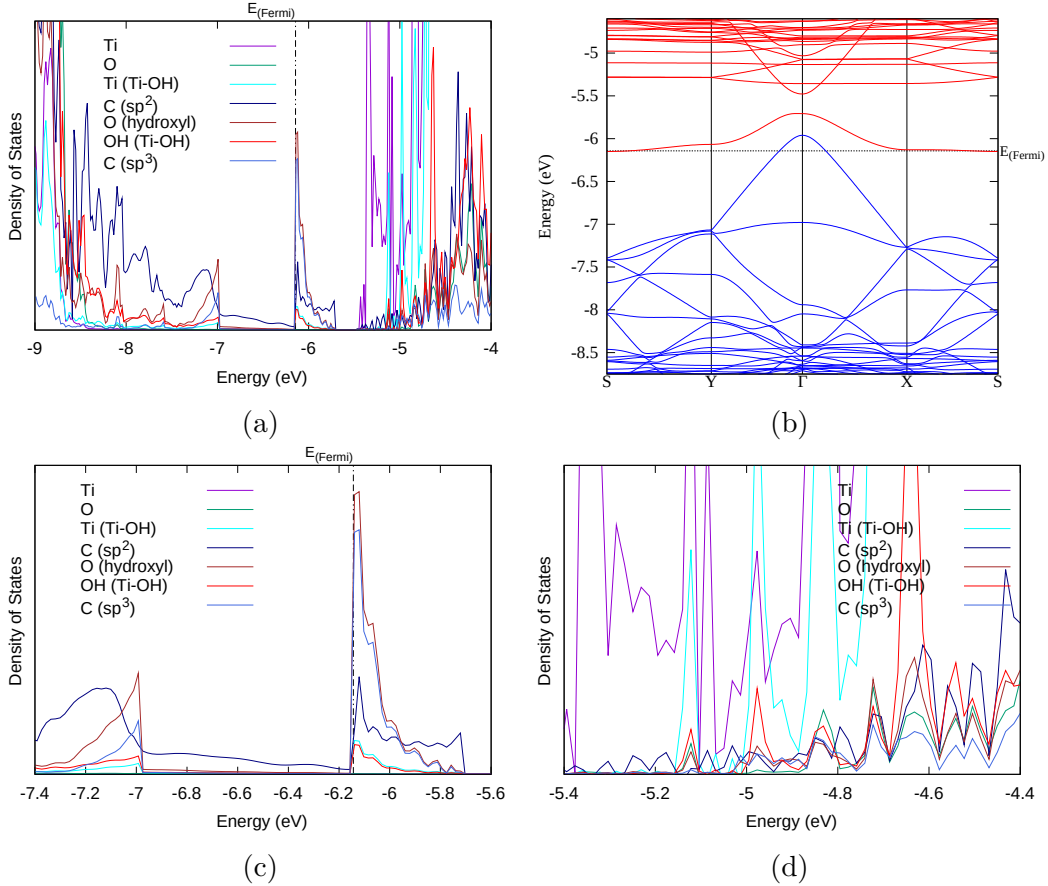 E(Fermi)
Ti
O
Ti (Ti-OH)
C (sp2)
O (hydroxyl)
OH (Ti-OH)
C (sp3)
Density of States
-9 -8 -7 -6 -5 -4
Energy (eV)
(a)
-5
-5.5
-6
-6.5
-7
-7.5
-8
-8.5
Energy (eV)
E(Fermi)
S Y Γ X S
(b)
E(Fermi)
Ti
O
Ti (Ti-OH)
C (sp2)
O (hydroxyl)
OH (Ti-OH)
C (sp3)
Density of States
-7.4 -7.2 -7 -6.8 -6.6 -6.4 -6.2 -6 -5.8 -5.6
Energy (eV)
(c)
Ti
O
Ti (Ti-OH)
C (sp2)
O (hydroxyl)
OH (Ti-OH)
C (sp3)
Density of States
-5.4 -5.2 -5 -4.8 -4.6 -4.4
Energy (eV)
(d)